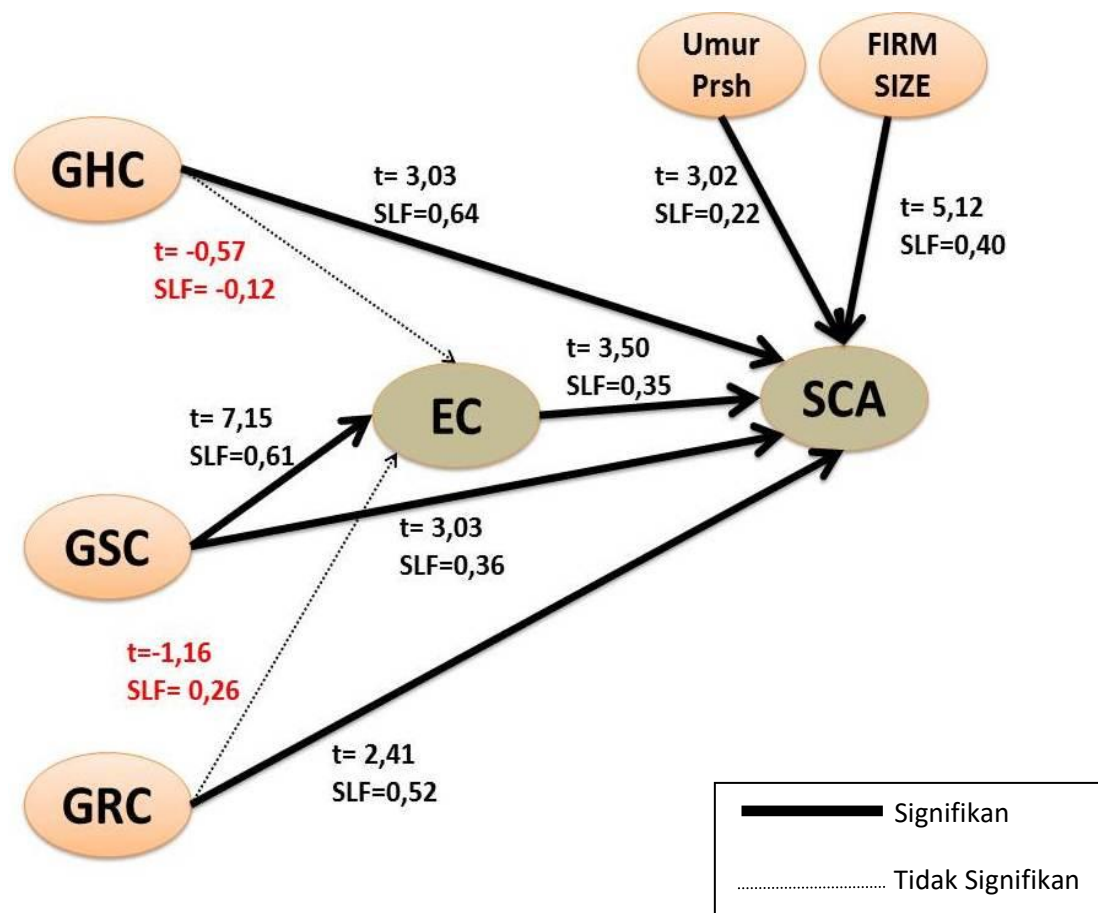 Umur
Prsh
FIRM
SIZE
GHC
t= 3,03
SLF=0,64
t= 3,02
SLF=0,22
t= 5,12
SLF=0,40
t= -0,57
SLF= -0,12
t= 3,50
SLF=0,35
EC
SCA
t= 7,15
SLF=0,61
GSC
t= 3,03
SLF=0,36
t=-1,16
SLF= 0,26
t= 2,41
SLF=0,52
GRC
Signifikan
Tidak Signifikan